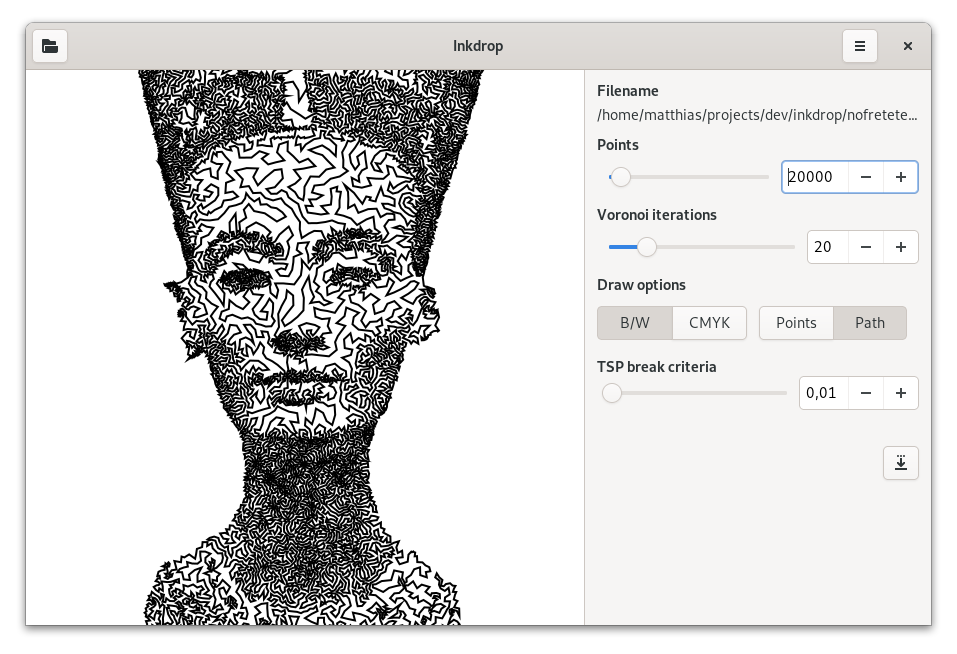 Inkdrop
Filename
/home/matthias/projects/dev/inkdrop/nofretete...
Points
20000
Voronoi iterations
20
Draw options
B/W CMYK Points Path
TSP break criteria
0,01